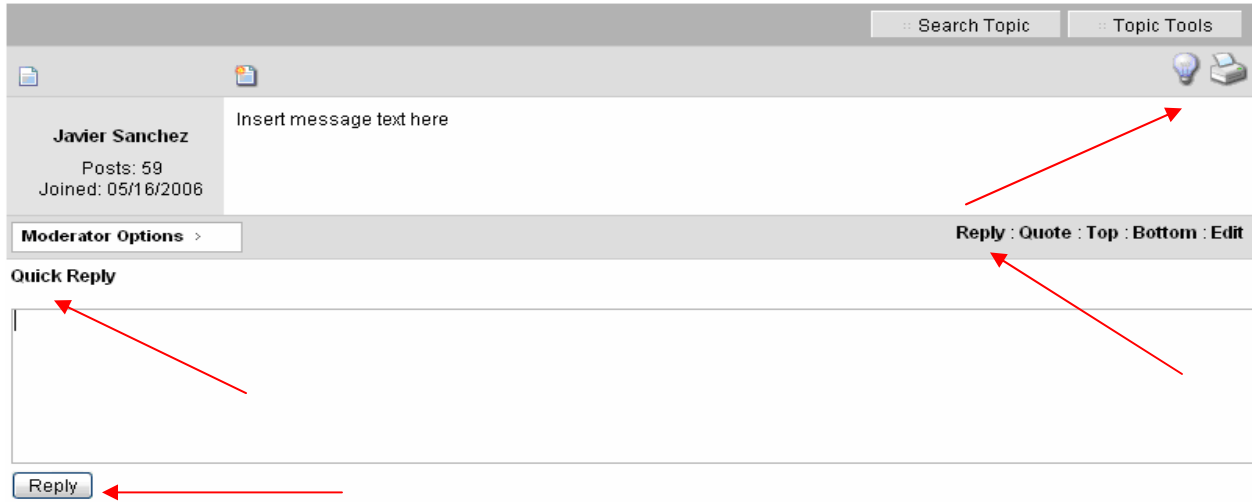 :: Search Topic :: Topic Tools
Insert message text here
Javier Sanchez
Posts: 59
Joined: 05/16/2006
Moderator Options > Reply : Quote : Top : Bottom : Edit
Quick Reply
Reply